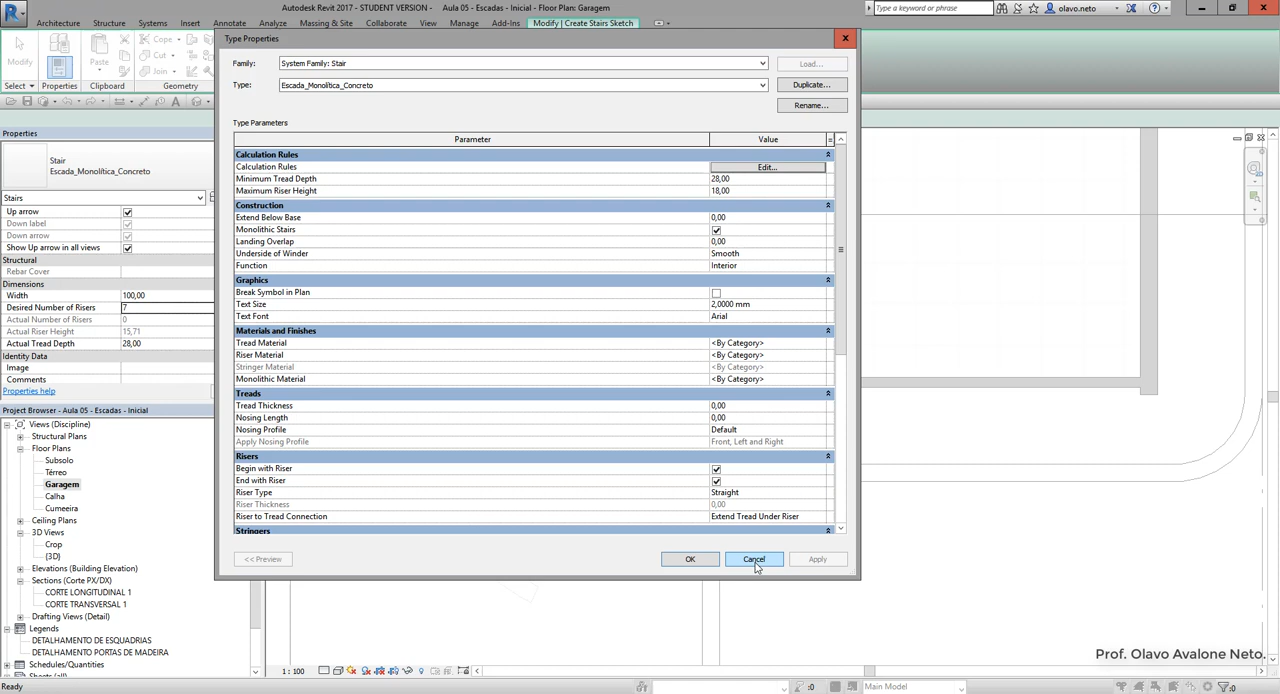 Autodesk Revit 2017 - STUDENT VERSION - Aula 05 - Escadas - Inicial - Floor Plan: Garagem
Type a keyword or phrase
olavo.neto
Architecture Structure Systems Insert Annotate Analyze Massing & Site Collaborate View Manage Add-Ins Modify | Create Stairs Sketch
Modify
Paste
Cope
Cut
Join
Select Properties Clipboard Geometry
Type Properties
Family: System Family: Stair Load...
Type: Escada_Monolítica_Concreto Duplicate...
Rename...
Type Parameters
Parameter Value =
Calculation Rules
Calculation Rules Edit...
Minimum Tread Depth 28,00
Maximum Riser Height 18,00
Construction
Extend Below Base 0,00
Monolithic Stairs
Landing Overlap 0,00
Underside of Winder Smooth
Function Interior
Graphics
Break Symbol in Plan
Text Size 2,0000 mm
Text Font Arial
Materials and Finishes
Tread Material <By Category>
Riser Material <By Category>
Stringer Material
Monolithic Material <By Category>
Treads
Tread Thickness 0,00
Nosing Length 0,00
Nosing Profile Default
Apply Nosing Profile Front, Left and Right
Risers
Begin with Riser
End with Riser
Riser Type Straight
Riser Thickness 0,00
Riser to Tread Connection Extend Tread Under Riser
Stringers
<< Preview OK Cancel Apply
Properties
Stair
Escada_Monolítica_Concreto
Stairs
Up arrow
Down label
Down arrow
Show Up arrow in all views
Structural
Rebar Cover
Dimensions
Width 100,00
Desired Number of Risers 7
Actual Number of Risers 0
Actual Riser Height 15,71
Actual Tread Depth 28,00
Identity Data
Image
Comments
Properties help
Project Browser - Aula 05 - Escadas - Inicial
Views (Discipline)
Structural Plans
Floor Plans
Subsolo
Térreo
Garagem
Calha
Cumeeira
Ceiling Plans
3D Views
Crop
{3D}
Elevations (Building Elevation)
Sections (Corte PX/DX)
CORTE LONGITUDINAL 1
CORTE TRANSVERSAL 1
Drafting Views (Detail)
Legends
DETALHAMENTO DE ESQUADRIAS
DETALHAMENTO PORTAS DE MADEIRA
Schedules/Quantities
Sheets (all)
1 : 100
Prof. Olavo Avalone Neto.
Ready
:0
Main Model
:0